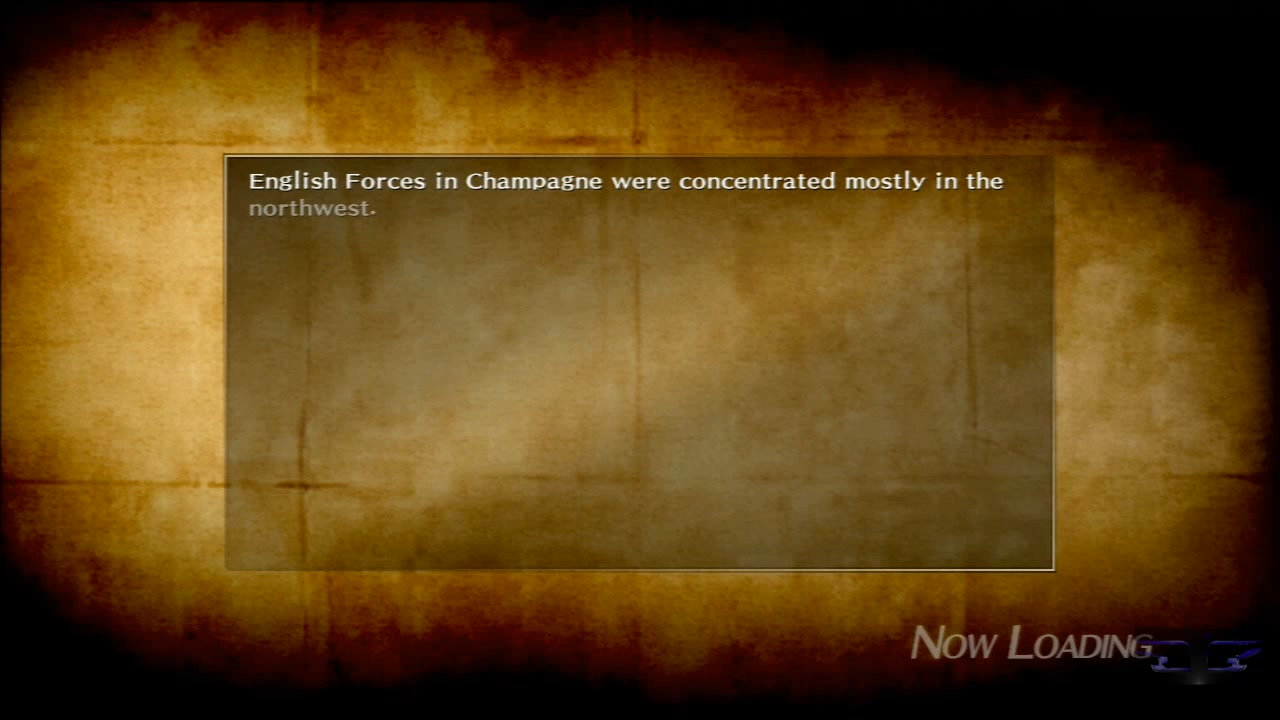 English Forces in Champagne were concentrated mostly in the
northwest.
Now Loading